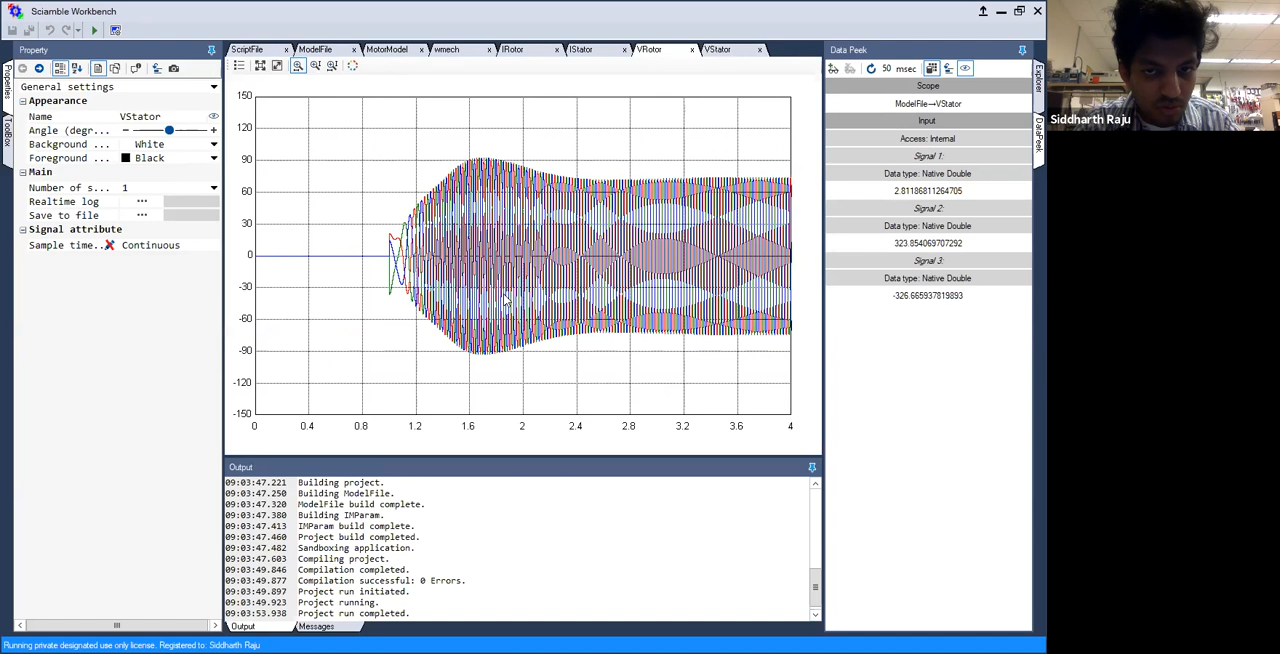 Sciamble Workbench
Property
ScriptFile x ModelFile x MotorModel x wmech x IRotor x IStator x VRotor x VStator x
Data Peek
Properties
ToolBox
General settings
Appearance
Name VStator
Angle (degr...
Background ... White
Foreground ... Black
Main
Number of s... 1
Realtime log ...
Save to file ...
Signal attribute
Sample time... Continuous
150
120
90
60
30
0
-30
-60
-90
-120
-150
0 0.4 0.8 1.2 1.6 2 2.4 2.8 3.2 3.6 4
50 msec
Scope
ModelFile→VStator
Input
Access: Internal
Signal 1:
Data type: Native Double
2.81186811264705
Signal 2:
Data type: Native Double
323.854069707292
Signal 3:
Data type: Native Double
-326.665937819893
Explorer
DataPeek
Siddharth Raju
Output
09:03:47.221 Building project.
09:03:47.250 Building ModelFile.
09:03:47.320 ModelFile build complete.
09:03:47.380 Building IMParam.
09:03:47.413 IMParam build complete.
09:03:47.460 Project build completed.
09:03:47.482 Sandboxing application.
09:03:47.603 Compiling project.
09:03:49.846 Compilation completed.
09:03:49.877 Compilation successful: 0 Errors.
09:03:49.897 Project run initiated.
09:03:49.923 Project running.
09:03:53.938 Project run completed.
Output Messages
Running private designated use only license. Registered to: Siddharth Raju